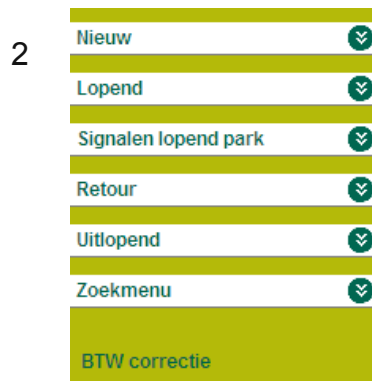 2
Nieuw
Lopend
Signalen lopend park
Retour
Uitlopend
Zoekmenu
BTW correctie